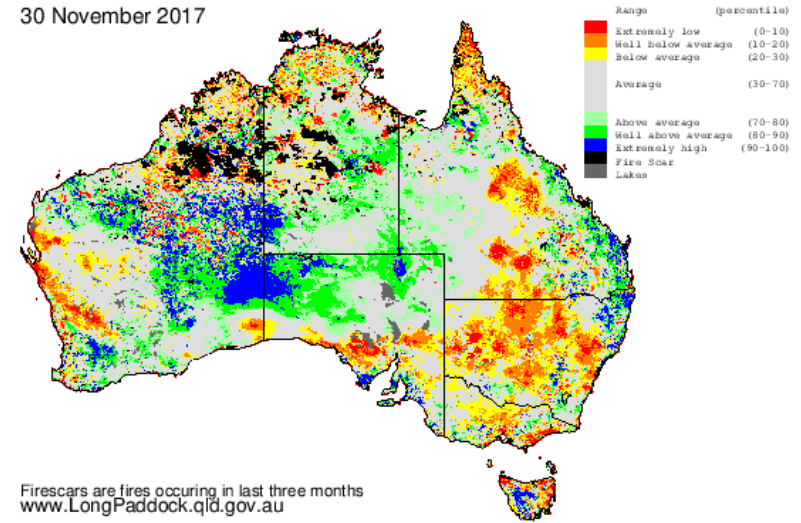 30 November 2017
Range (percentile)
Extremely low (0-10)
Well below average (10-20)
Below average (20-30)
Average (30-70)
Above average (70-80)
Well above average (80-90)
Extremely high (90-100)
Fire Scar
Lakes
Firescars are fires occuring in last three months
www.LongPaddock.qld.gov.au